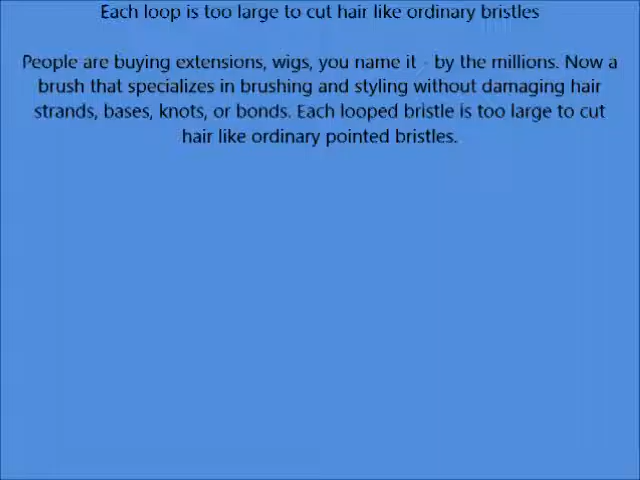 Each loop is too large to cut hair like ordinary bristles
People are buying extensions, wigs, you name it - by the millions. Now a
brush that specializes in brushing and styling without damaging hair
strands, bases, knots, or bonds. Each looped bristle is too large to cut
hair like ordinary pointed bristles.